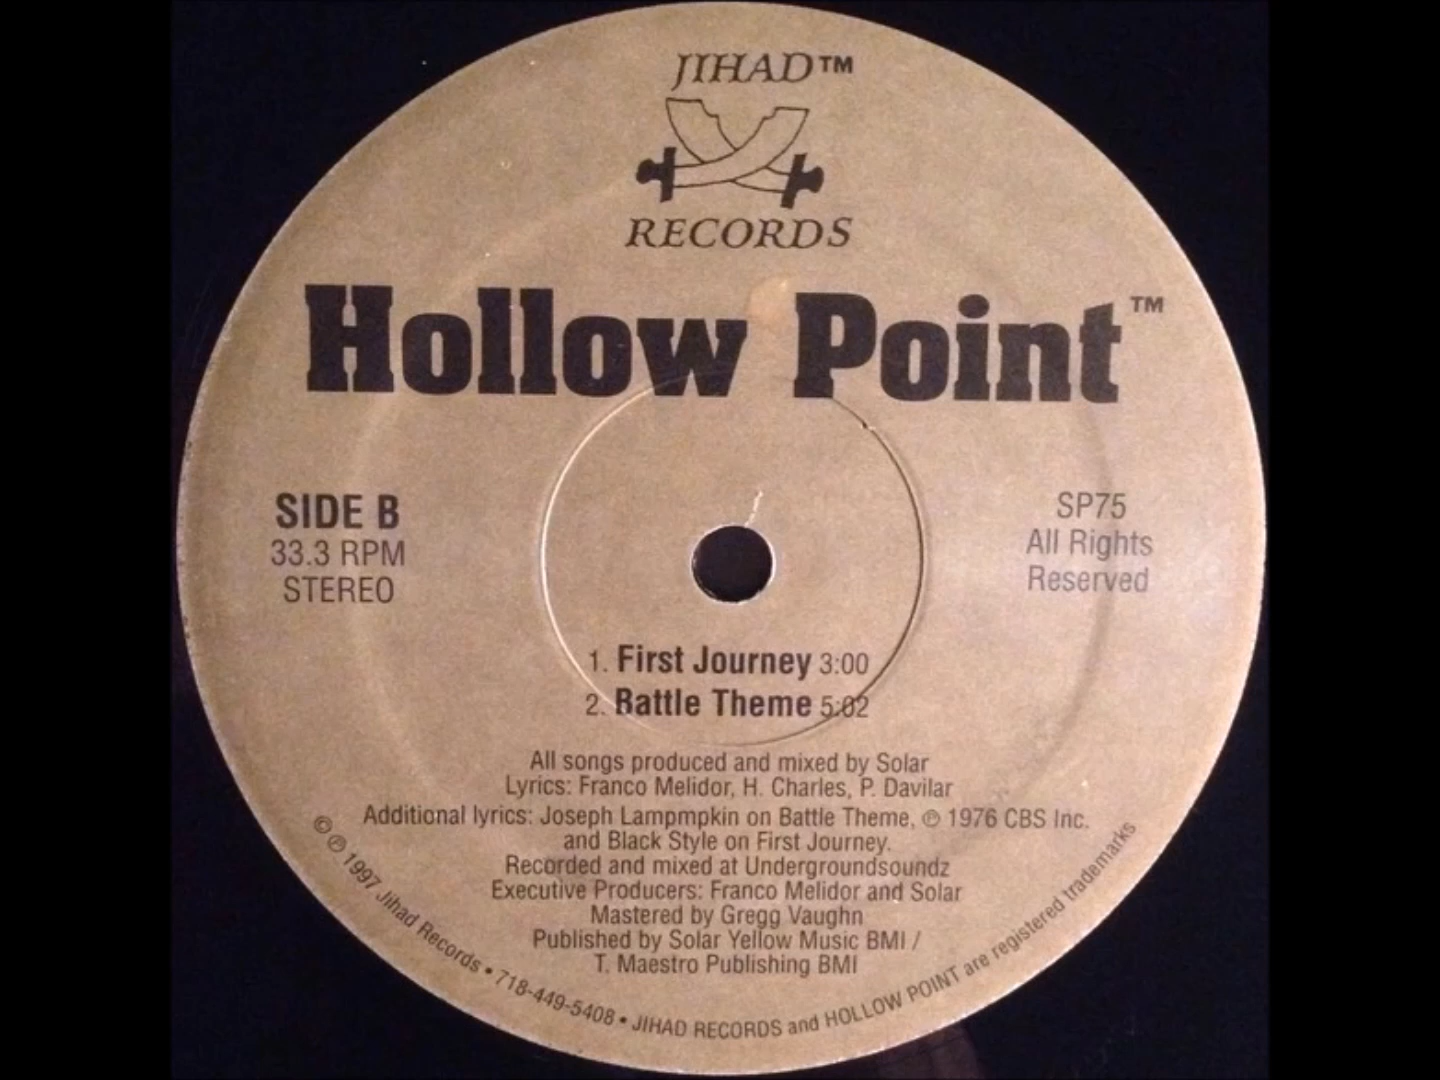 JIHAD™
RECORDS
Hollow Point™
SIDE B
33.3 RPM
STEREO
SP75
All Rights
Reserved
1. First Journey 3:00
2. Battle Theme 5:02
All songs produced and mixed by Solar
Lyrics: Franco Melidor, H. Charles, P. Davilar
Additional lyrics: Joseph Lampmpkin on Battle Theme, ℗ 1976 CBS Inc.
and Black Style on First Journey.
Recorded and mixed at Undergroundsoundz
Executive Producers: Franco Melidor and Solar
Mastered by Gregg Vaughn
Published by Solar Yellow Music BMI /
T. Maestro Publishing BMI
© ℗ 1997 Jihad Records • 718-449-5408 • JIHAD RECORDS and HOLLOW POINT are registered trademarks